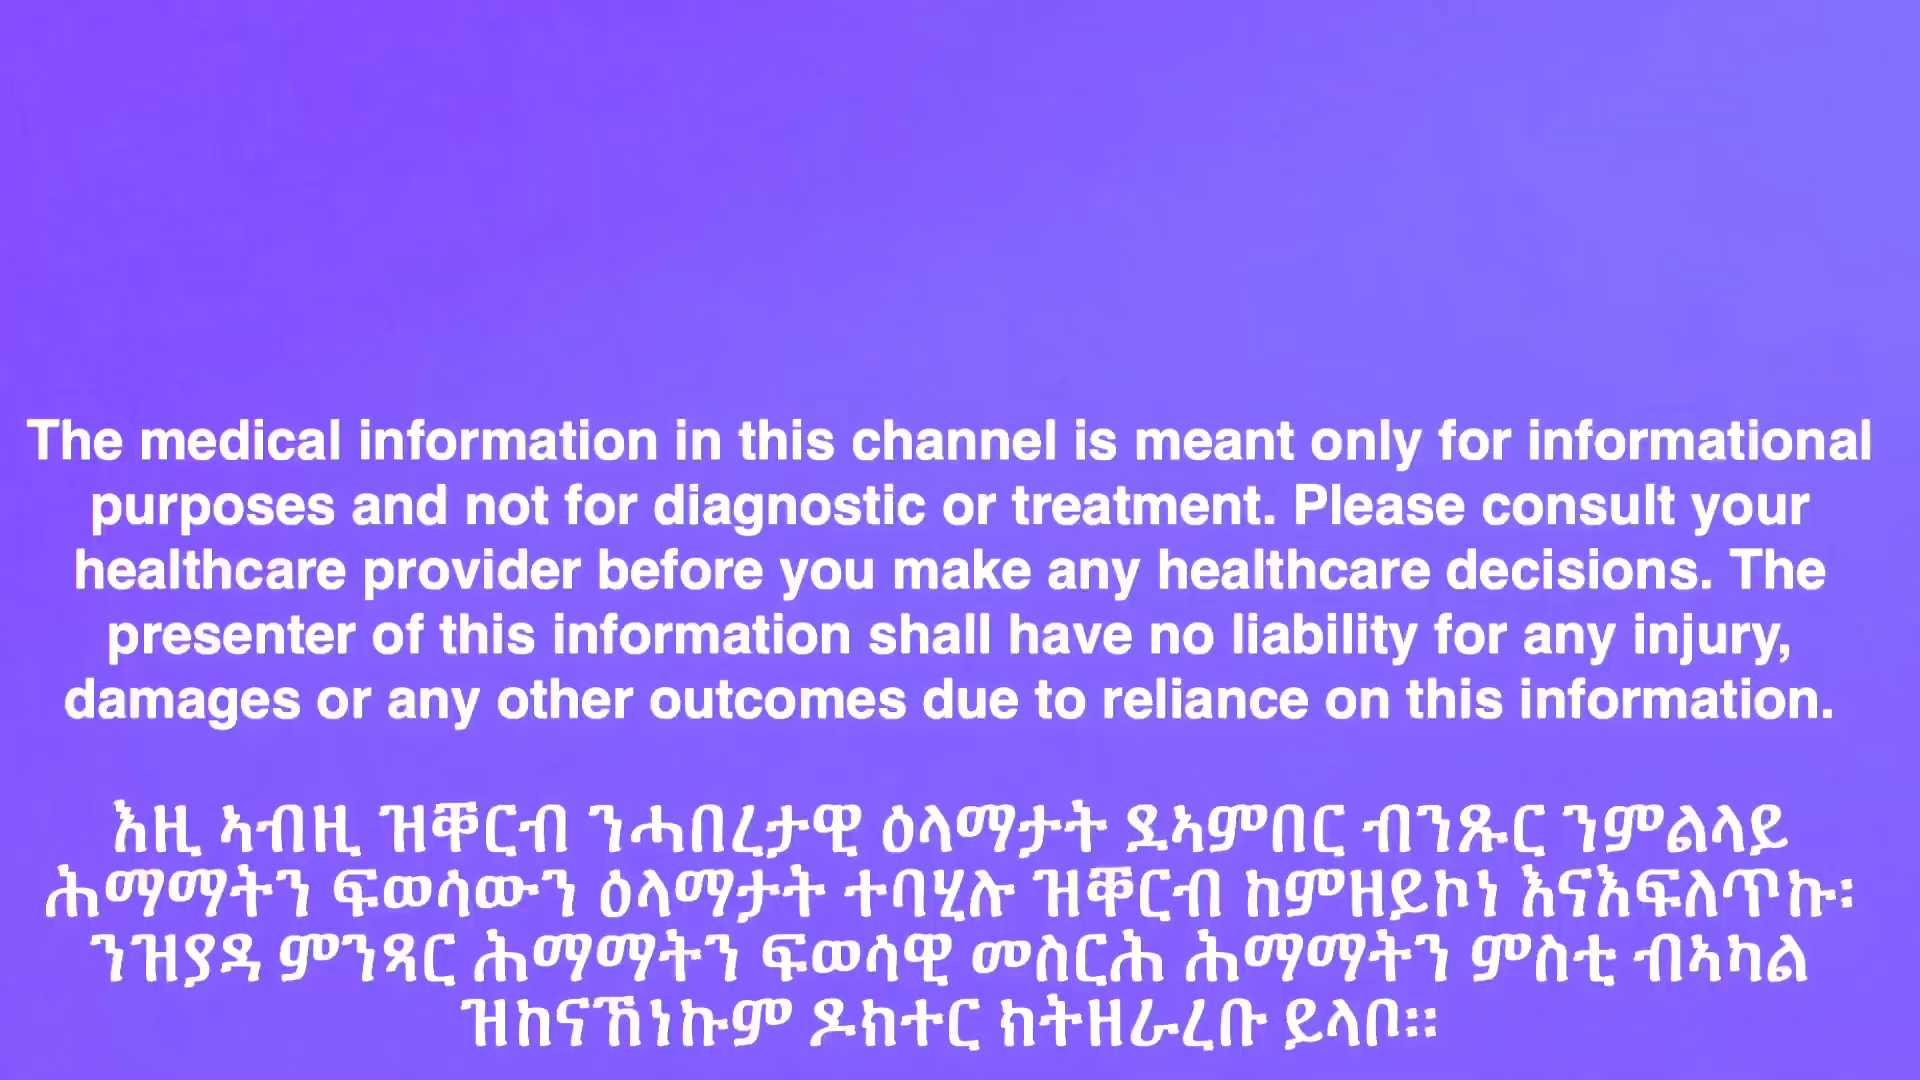 The medical information in this channel is meant only for informational
purposes and not for diagnostic or treatment. Please consult your
healthcare provider before you make any healthcare decisions. The
presenter of this information shall have no liability for any injury,
damages or any other outcomes due to reliance on this information.
እዚ ኣብዚ ዝቐርብ ንሓበሬታዊ ዕላማታት ደኣምበር ብንጹር ንምልላይ
ሕማማትን ፍወሳውን ዕላማታት ተባሂሉ ዝቐርብ ከምዘይኮነ እናእፍለጥኩ፡
ንዝያዳ ምንጻር ሕማማትን ፍወሳዊ መስርሕ ሕማማትን ምስቲ ብኣካል
ዝከናኸነኩም ዶክተር ክትዘራረቡ ይላቦ።